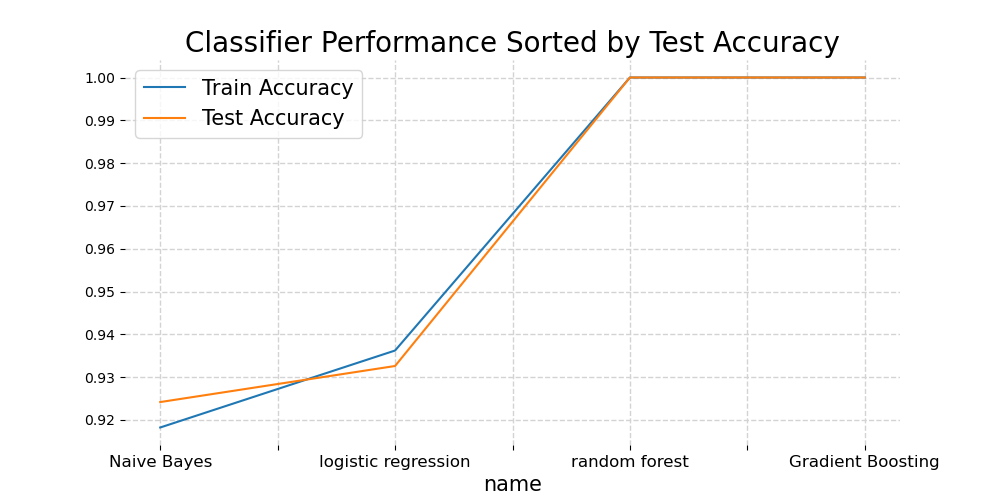 Classifier Performance Sorted by Test Accuracy
Train Accuracy
Test Accuracy
1.00
0.99
0.98
0.97
0.96
0.95
0.94
0.93
0.92
Naive Bayes
logistic regression
random forest
Gradient Boosting
name